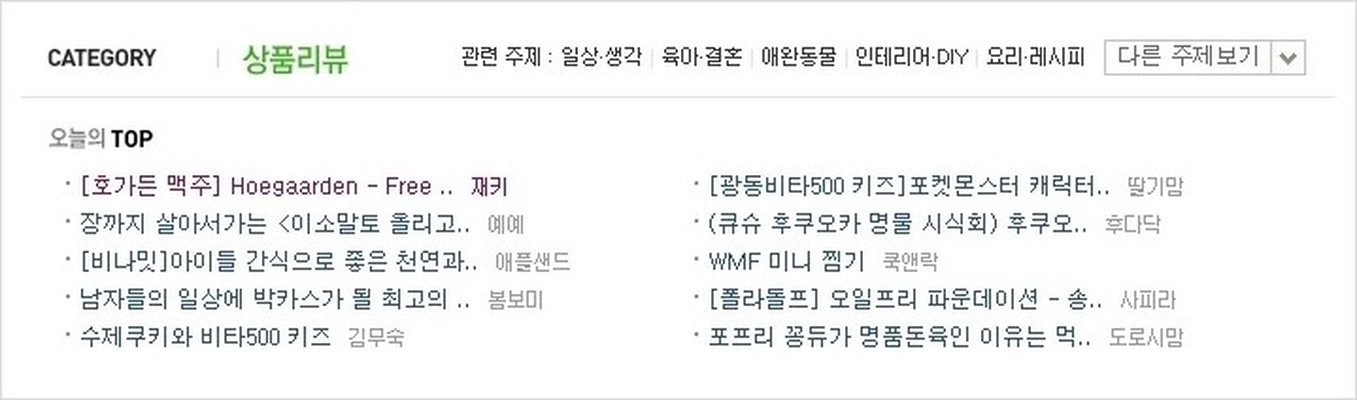 CATEGORY | 상품리뷰 관련 주제 : 일상·생각 | 육아·결혼 | 애완동물 | 인테리어·DIY | 요리·레시피 다른 주제보기
오늘의 TOP
· [호가든 맥주] Hoegaarden - Free .. 재키
· 장까지 살아서가는 <이소말토 올리고.. 예예
· [비나밋]아이들 간식으로 좋은 천연과.. 애플샌드
· 남자들의 일상에 박카스가 될 최고의 .. 봄보미
· 수제쿠키와 비타500 키즈 김무숙
· [광동비타500 키즈]포켓몬스터 캐릭터.. 딸기맘
· (큐슈 후쿠오카 명물 시식회) 후쿠오.. 후다닥
· WMF 미니 찜기 쿡앤락
· [폴라돌프] 오일프리 파운데이션 - 송.. 사피라
· 포프리 꽁듀가 명품돈육인 이유는 먹.. 도로시맘